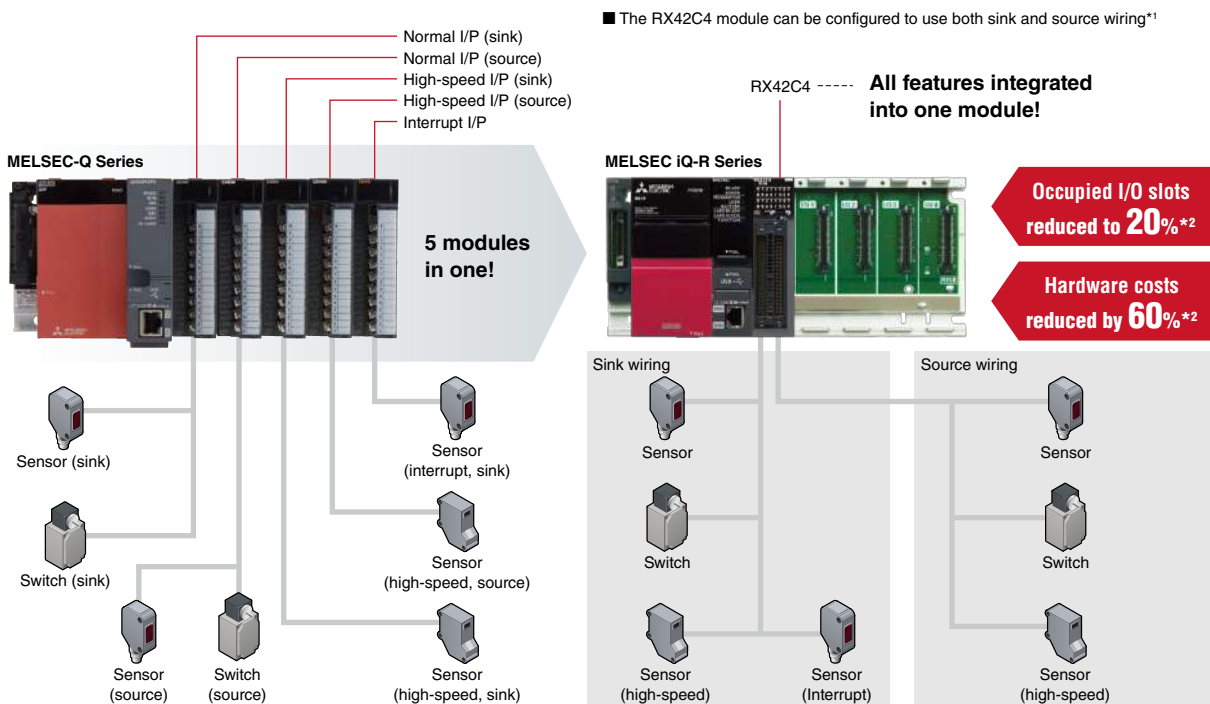 ■ The RX42C4 module can be configured to use both sink and source wiring*1
Normal I/P (sink)
Normal I/P (source)
High-speed I/P (sink)
High-speed I/P (source)
Interrupt I/P
RX42C4
All features integrated
into one module!
MELSEC-Q Series
MELSEC iQ-R Series
5 modules
in one!
Occupied I/O slots
reduced to 20%*2
Hardware costs
reduced by 60%*2
Sensor (sink)
Switch (sink)
Sensor
(source)
Switch
(source)
Sensor
(interrupt, sink)
Sensor
(high-speed, source)
Sensor
(high-speed, sink)
Sink wiring
Sensor
Switch
Sensor
(high-speed)
Sensor
(Interrupt)
Source wiring
Sensor
Switch
Sensor
(high-speed)